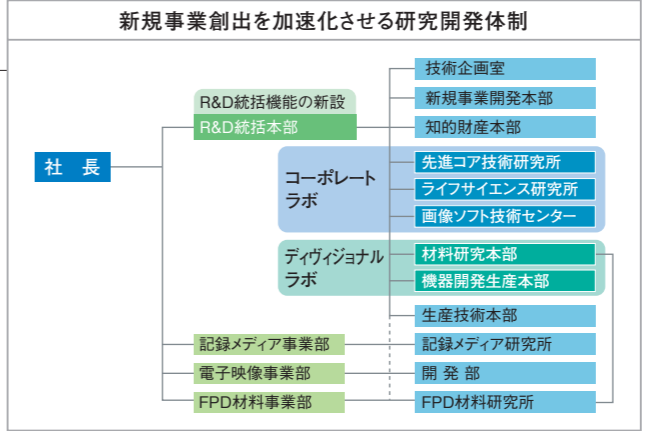 新規事業創出を加速化させる研究開発体制
技術企画室
R&D統括機能の新設
新規事業開発本部
R&D統括本部
知的財産本部
社 長
コーポレート
ラボ
先進コア技術研究所
ライフサイエンス研究所
画像ソフト技術センター
ディヴィジョナル
ラボ
材料研究本部
機器開発生産本部
生産技術本部
記録メディア事業部
記録メディア研究所
電子映像事業部
開 発 部
FPD材料事業部
FPD材料研究所